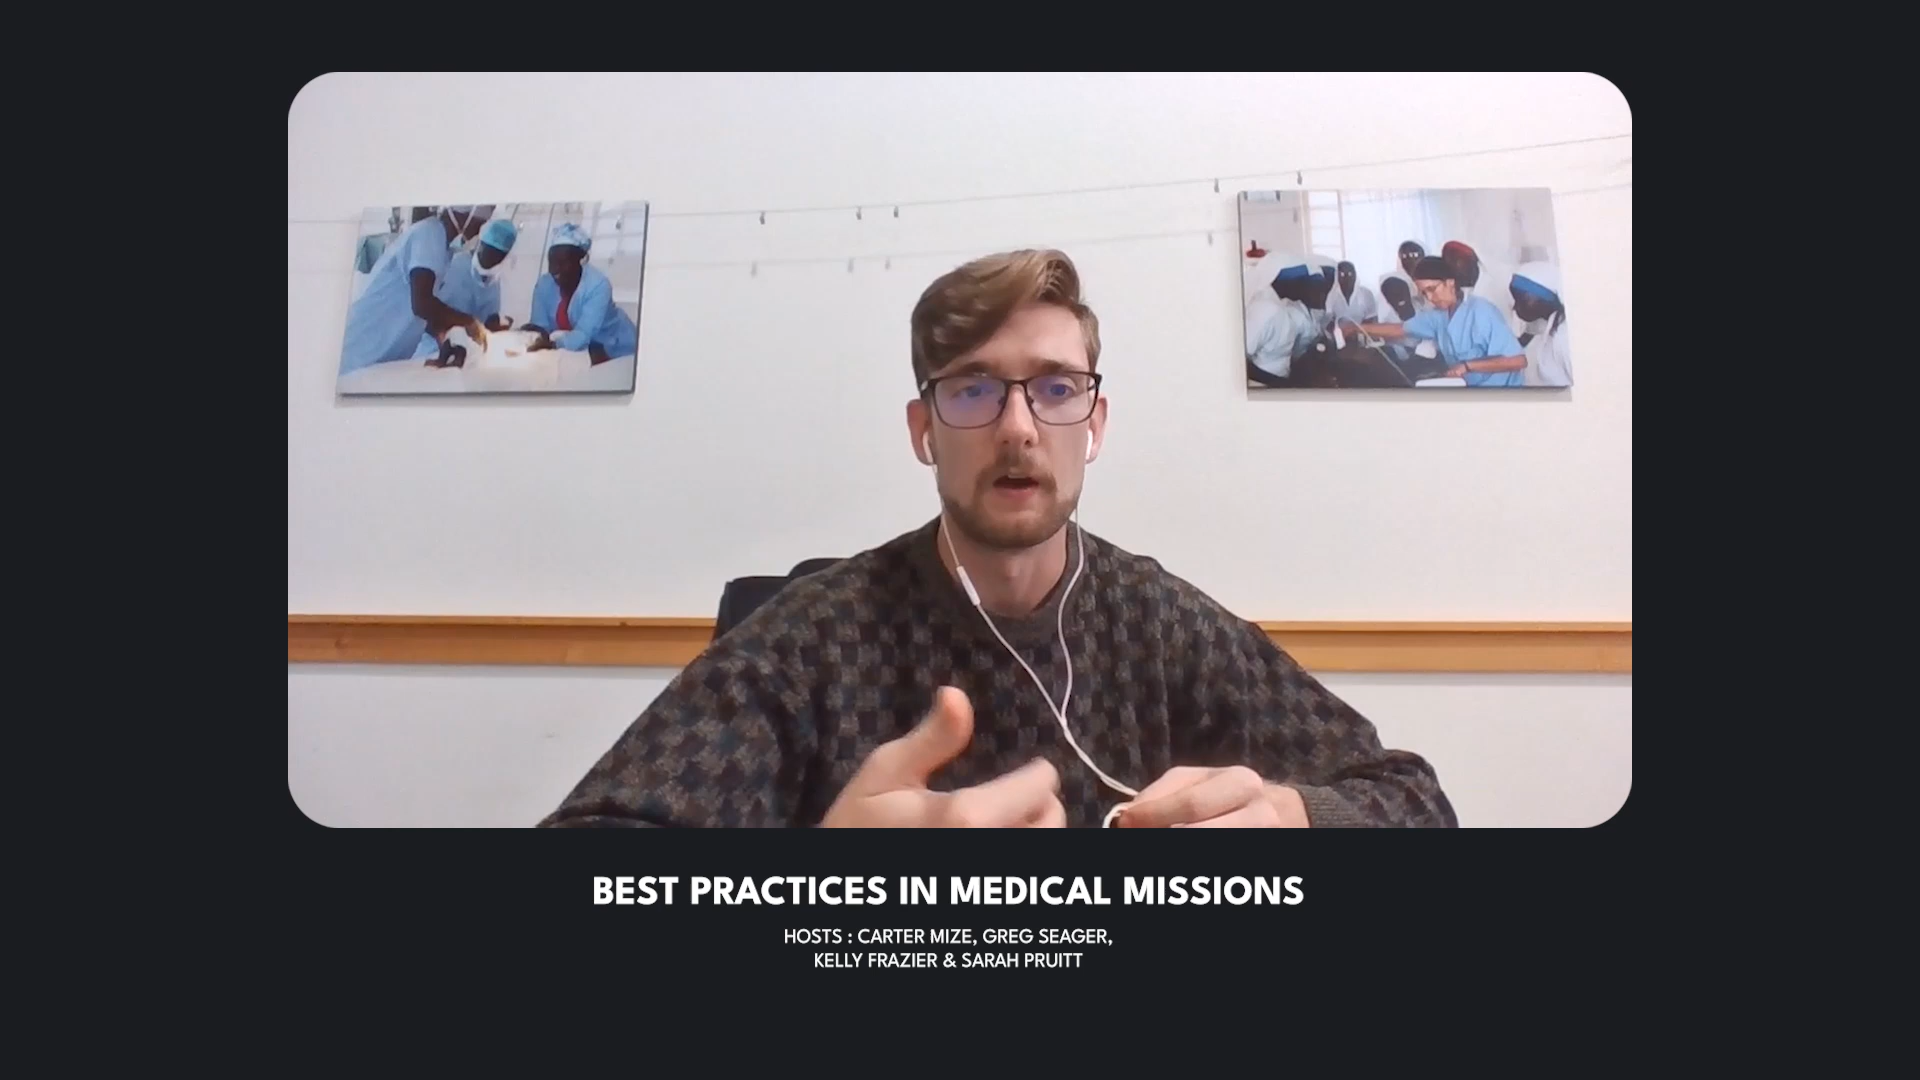 BEST PRACTICES IN MEDICAL MISSIONS
HOSTS : CARTER MIZE, GREG SEAGER,
KELLY FRAZIER & SARAH PRUITT